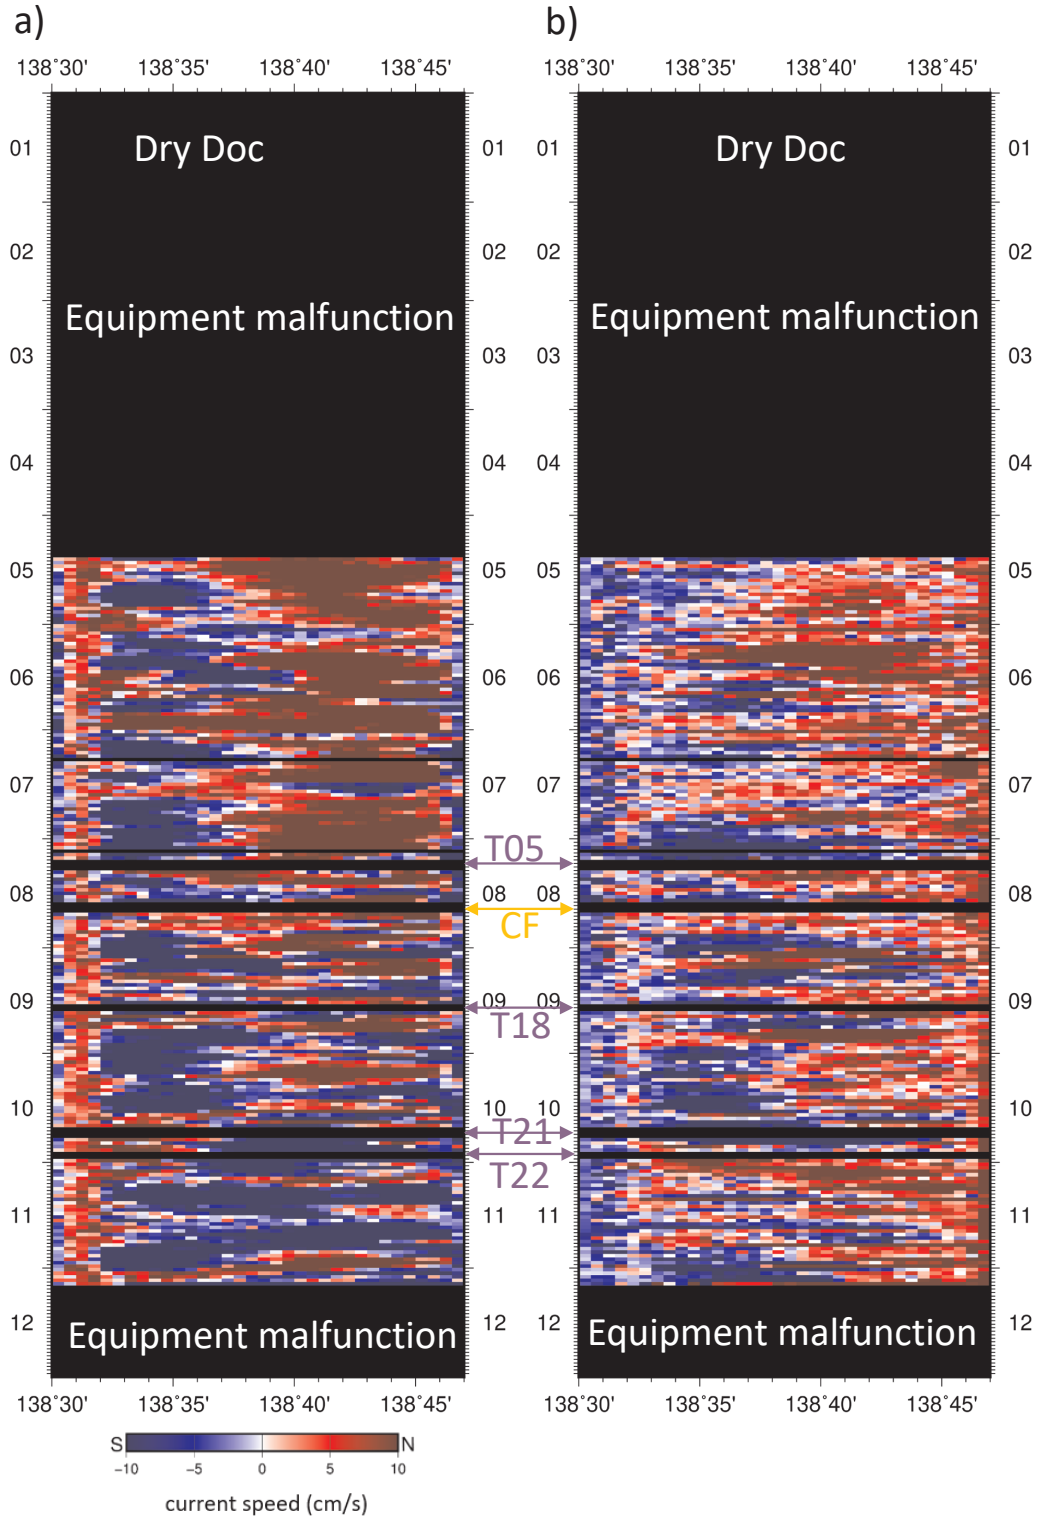 a)
b)
138°30' 138°35' 138°40' 138°45'
138°30' 138°35' 138°40' 138°45'
01 Dry Doc 01
01 Dry Doc 01
02 02 02 02
Equipment malfunction
Equipment malfunction
03 03 03 03
04 04 04 04
05 05 05 05
06 06 06 06
07 07 07 07
T05
08 08 08 08
CF
09 09 09 09
T18
10 10 10 10
T21
T22
11 11 11 11
12 Equipment malfunction 12
12 Equipment malfunction 12
138°30' 138°35' 138°40' 138°45'
138°30' 138°35' 138°40' 138°45'
S N
−10 −5 0 5 10
current speed (cm/s)